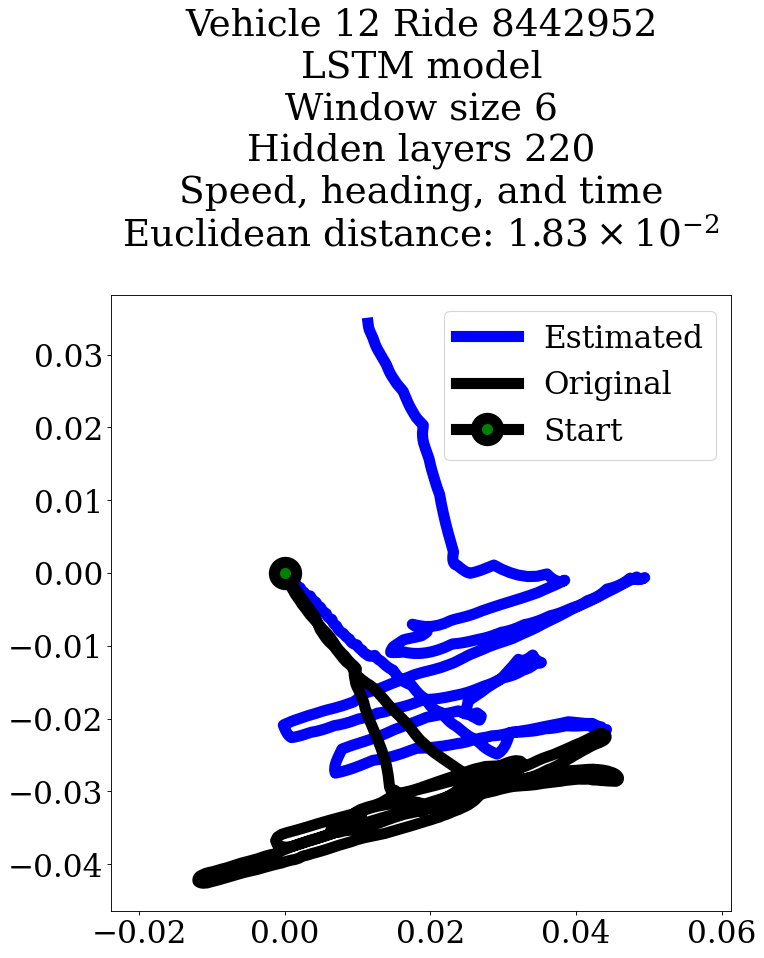 Vehicle 12 Ride 8442952
LSTM model
Window size 6
Hidden layers 220
Speed, heading, and time
Euclidean distance: 1.83 × 10⁻²
Estimated
Original
Start
0.03
0.02
0.01
0.00
−0.01
−0.02
−0.03
−0.04
−0.02 0.00 0.02 0.04 0.06